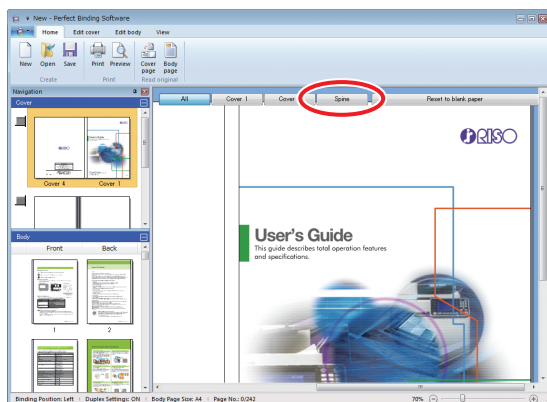 New - Perfect Binding Software
Home Edit cover Edit body View
New Open Save Print Preview Cover page Body page
Create Print Read original
Navigation
Cover
All Cover 1 Cover Spine Reset to blank paper
RISO
RISO
Cover 4 Cover 1
User's Guide
This guide describes total operation features
and specifications.
Body
Front Back
1 2
Binding Position: Left Duplex Settings: ON Body Page Size: A4 Page No.: 0/242 70%